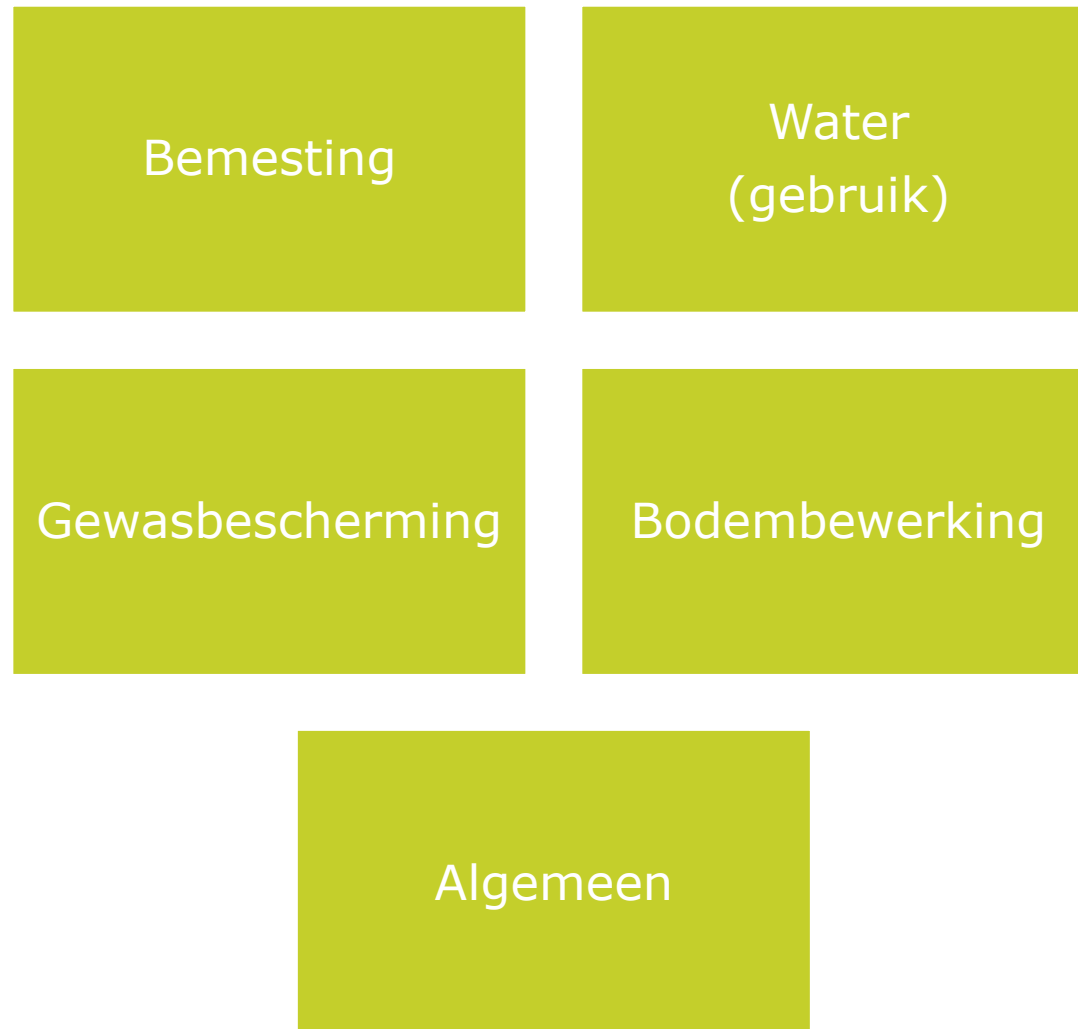 Bemesting
Water
(gebruik)
Gewasbescherming
Bodembewerking
Algemeen